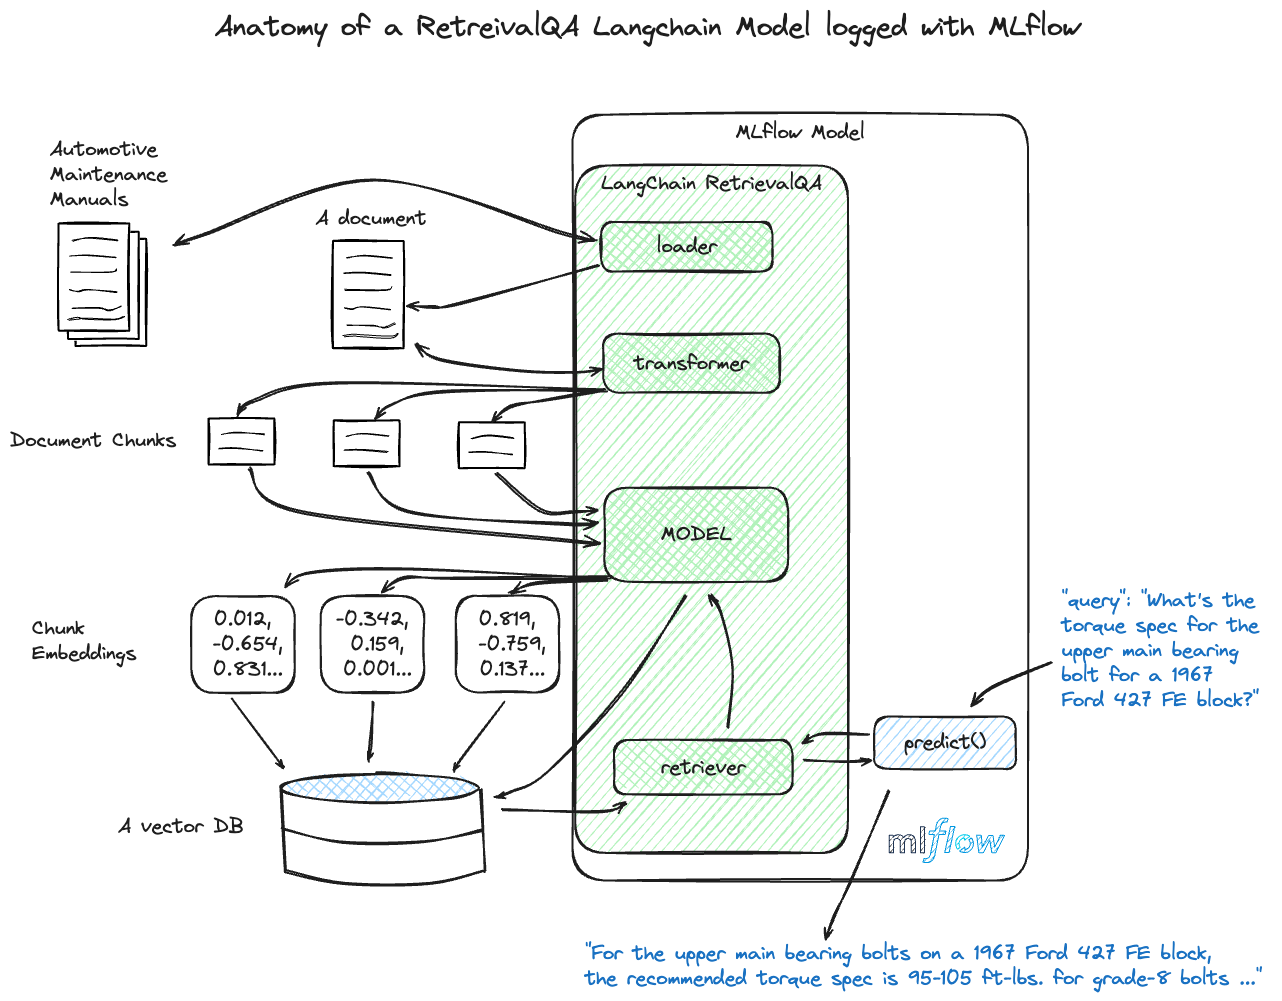 Anatomy of a RetreivalQA Langchain Model logged with MLflow
MLflow Model
Automotive
Maintenance
Manuals
A document
LangChain RetrievalQA
loader
transformer
Document Chunks
MODEL
Chunk
Embeddings
0.012,
-0.654,
0.831...
-0.342,
0.159,
0.001...
0.819,
-0.759,
0.137...
"query": "What's the
torque spec for the
upper main bearing
bolt for a 1967
Ford 427 FE block?"
predict()
retriever
A vector DB
mlflow
"For the upper main bearing bolts on a 1967 Ford 427 FE block,
the recommended torque spec is 95-105 ft-lbs. for grade-8 bolts ..."